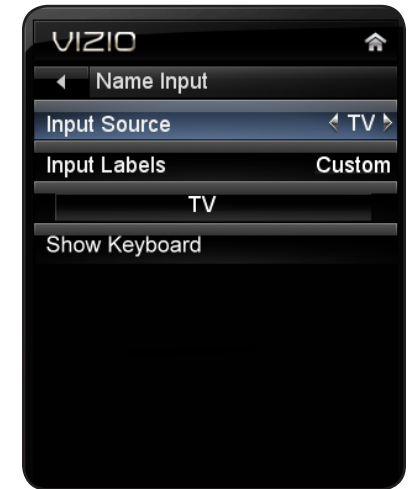 VIZIO
Name Input
Input Source TV
Input Labels Custom
TV
Show Keyboard